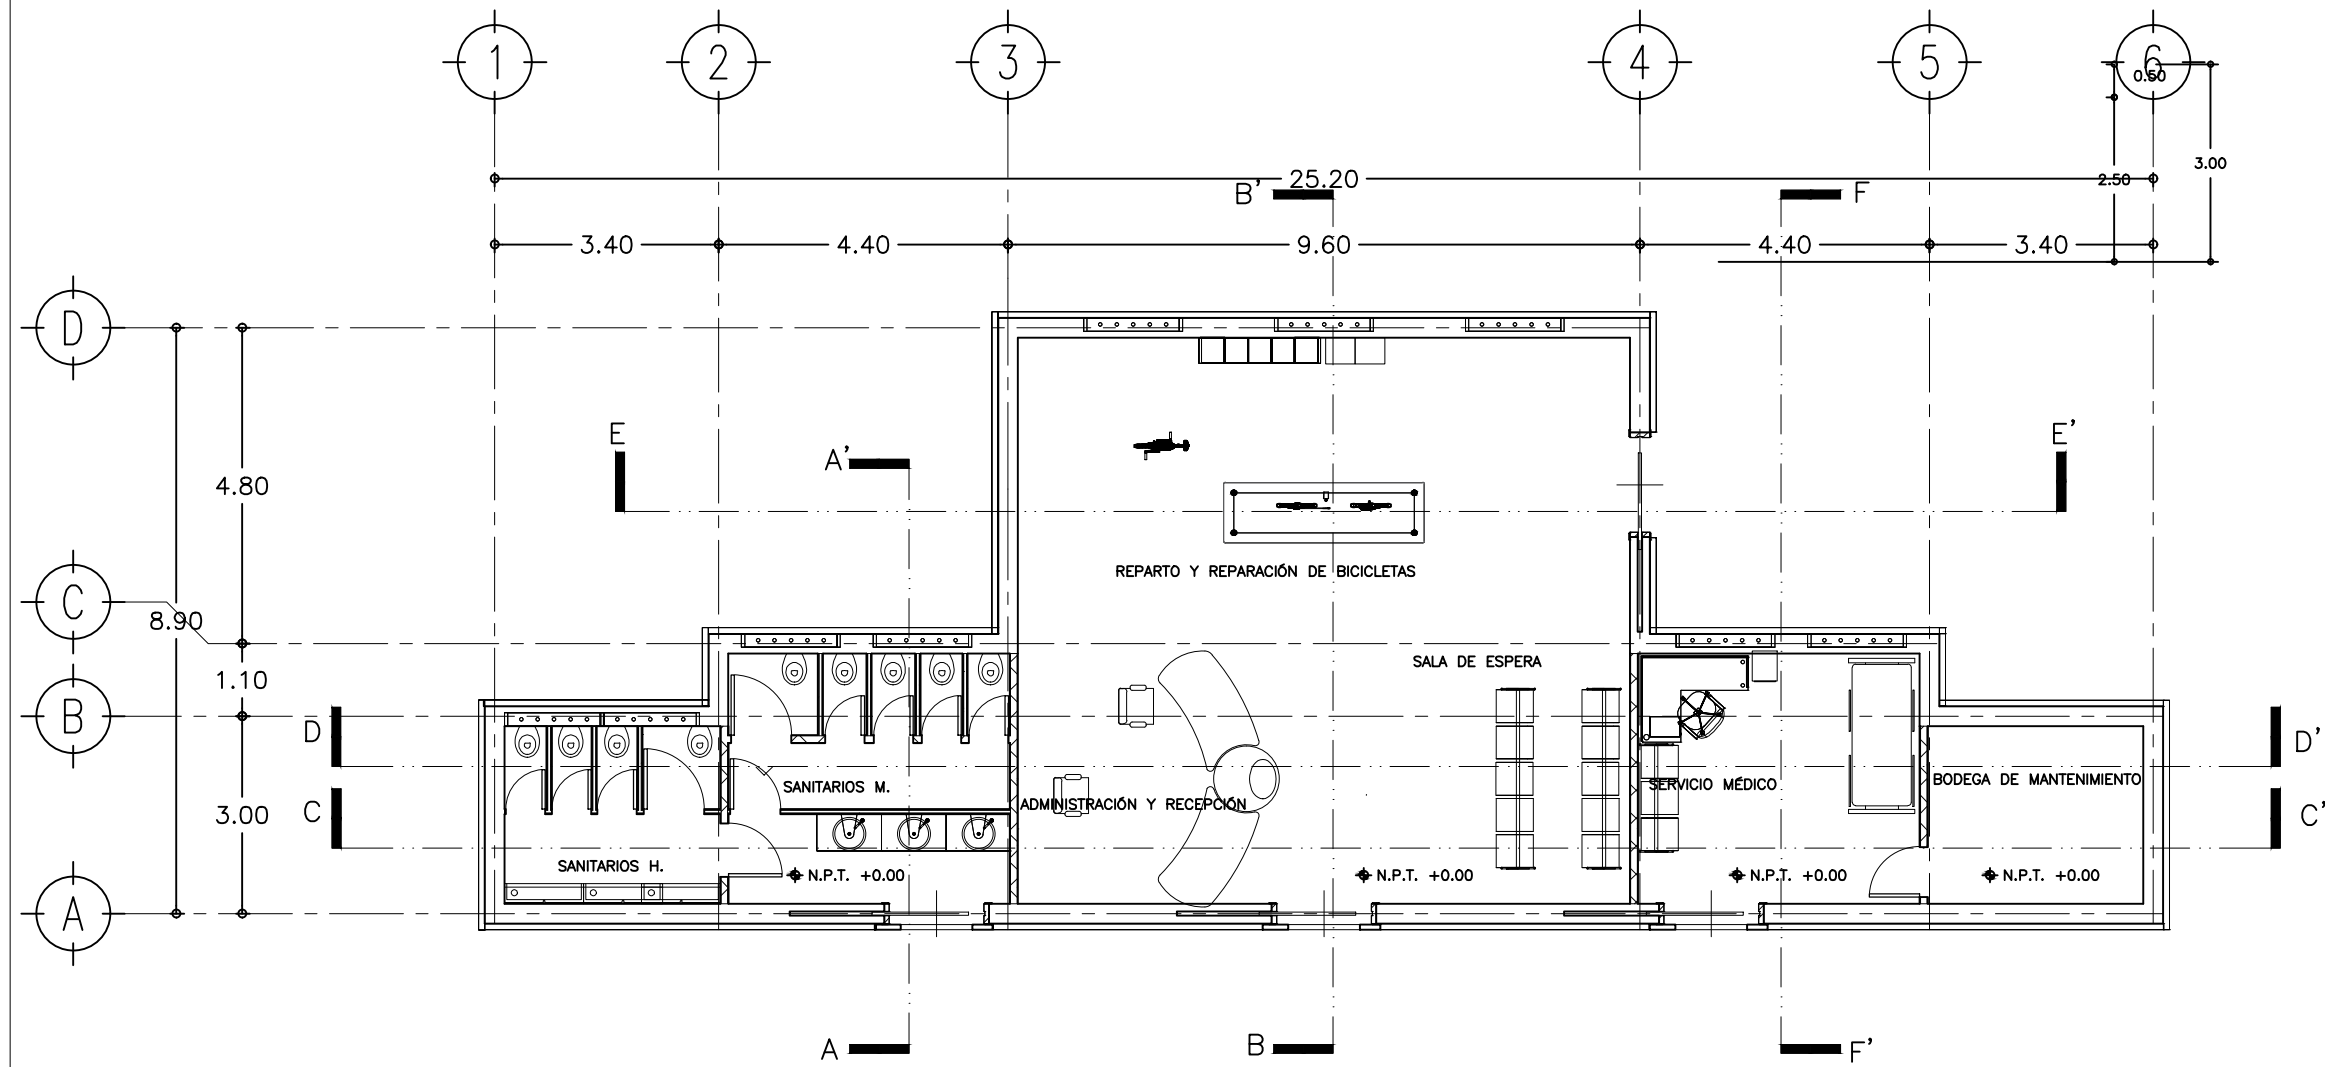 1
2
3
4
5
6
0.50
3.00
2.50
25.20
B'
F
3.40
4.40
9.60
4.40
3.40
D
E
E'
A'
4.80
REPARTO Y REPARACIÓN DE BICICLETAS
C
8.90
SALA DE ESPERA
1.10
B
D
D'
SANITARIOS M.
SERVICIO MÉDICO
BODEGA DE MANTENIMIENTO
ADMINISTRACIÓN Y RECEPCIÓN
3.00
C
C'
SANITARIOS H.
N.P.T. +0.00
N.P.T. +0.00
N.P.T. +0.00
N.P.T. +0.00
A
A
B
F'